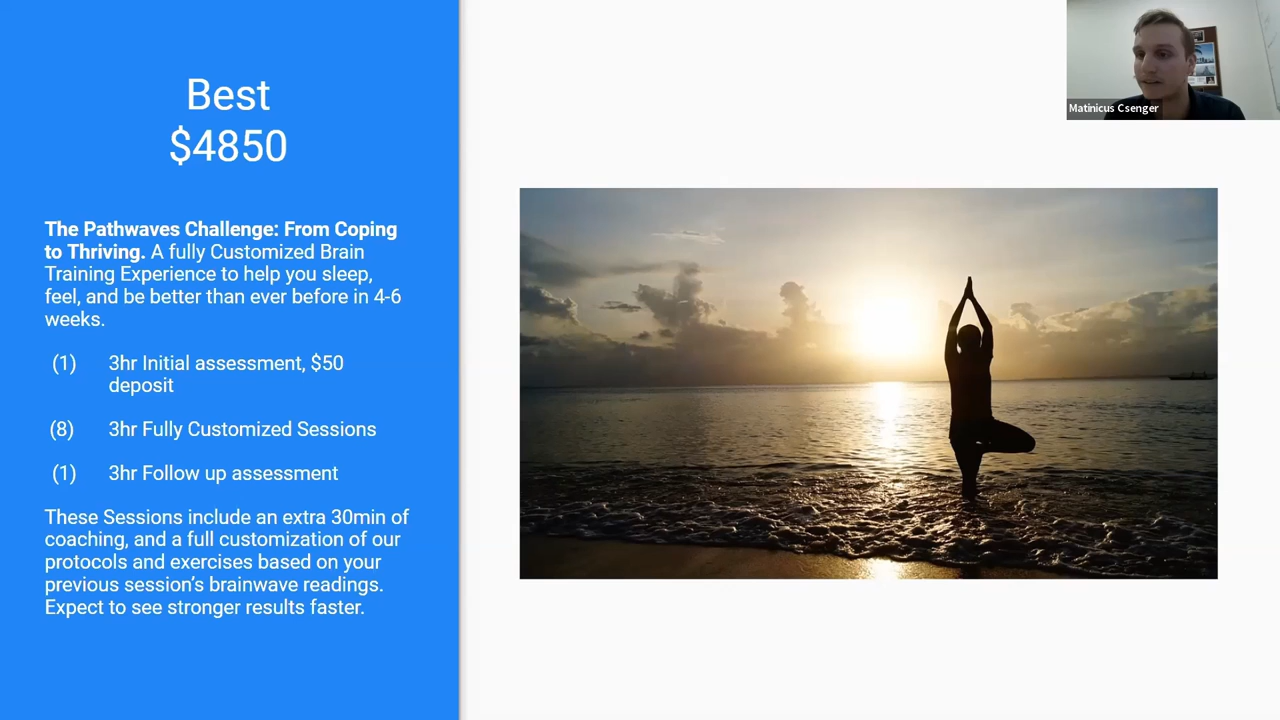 Best
$4850
The Pathwaves Challenge: From Coping
to Thriving. A fully Customized Brain
Training Experience to help you sleep,
feel, and be better than ever before in 4-6
weeks.
(1) 3hr Initial assessment, $50
deposit
(8) 3hr Fully Customized Sessions
(1) 3hr Follow up assessment
These Sessions include an extra 30min of
coaching, and a full customization of our
protocols and exercises based on your
previous session’s brainwave readings.
Expect to see stronger results faster.
Matinicus Csenger